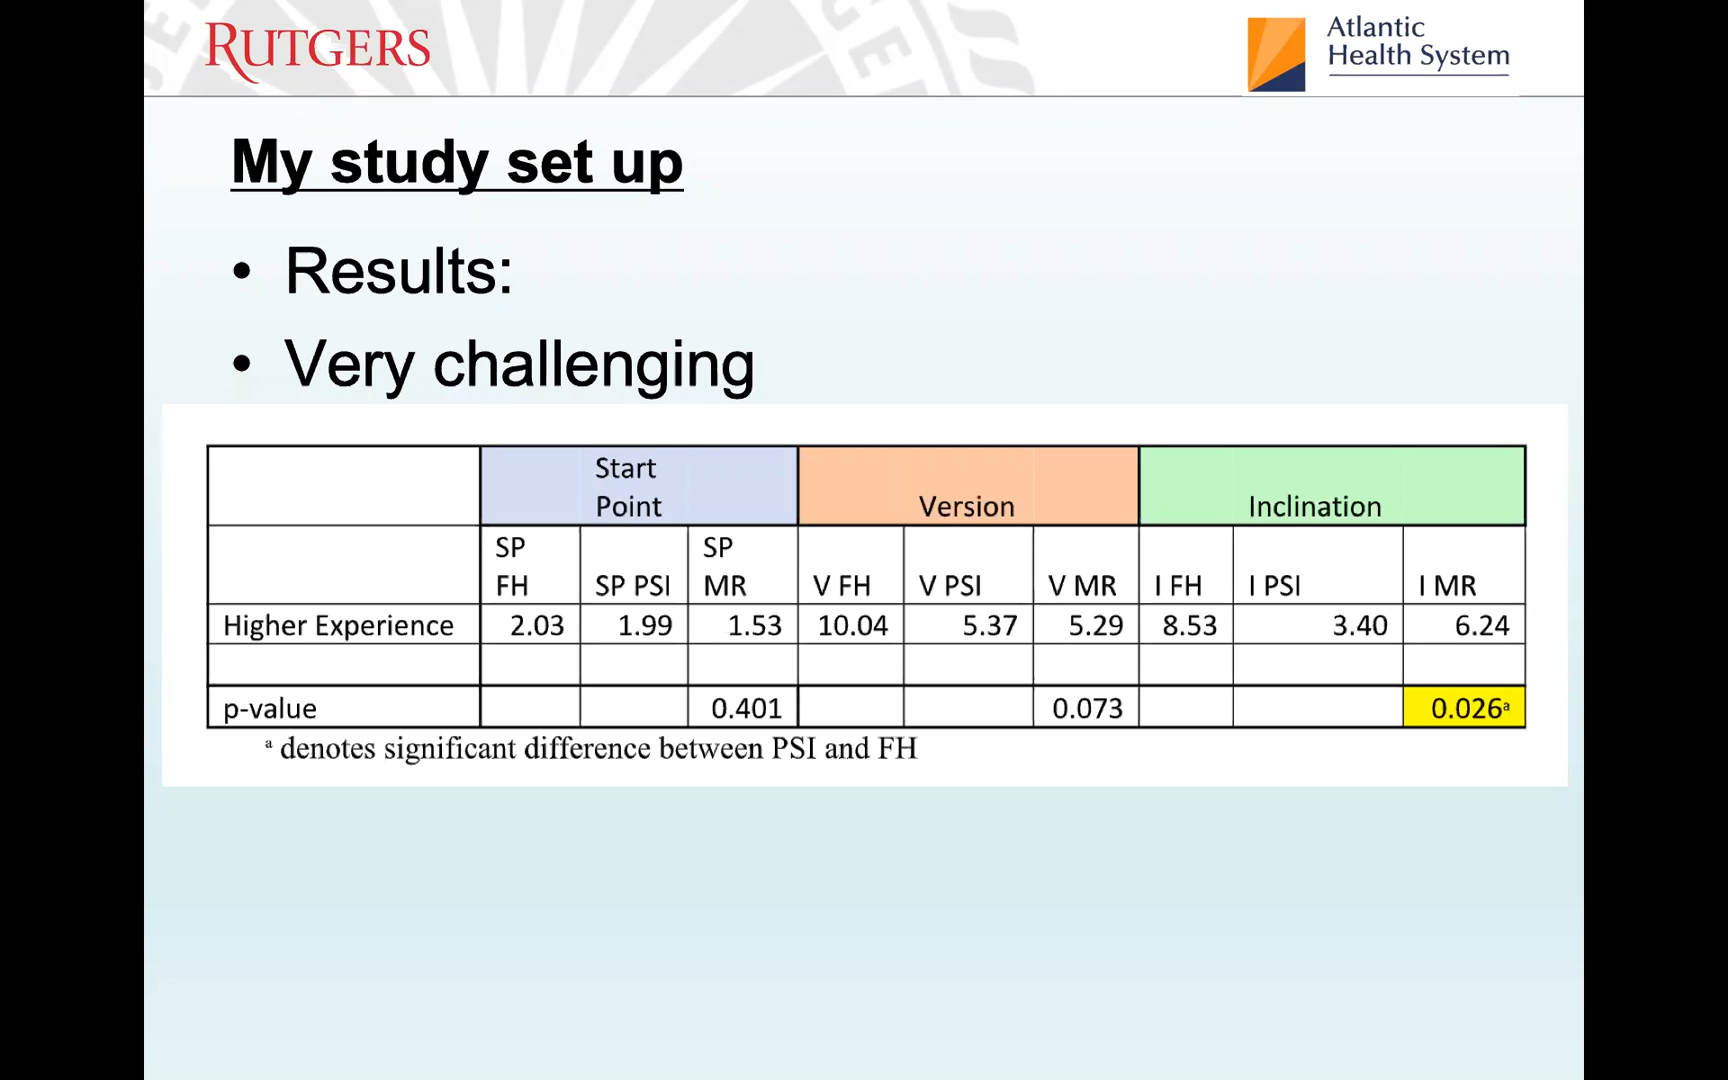 RUTGERS
Atlantic
Health System
My study set up
• Results:
• Very challenging
Start
Point
Version
Inclination
SP
FH
SP PSI
SP
MR
V FH
V PSI
V MR
I FH
I PSI
I MR
Higher Experience 2.03 1.99 1.53 10.04 5.37 5.29 8.53 3.40 6.24
p-value 0.401 0.073 0.026ᵃ
ᵃ denotes significant difference between PSI and FH